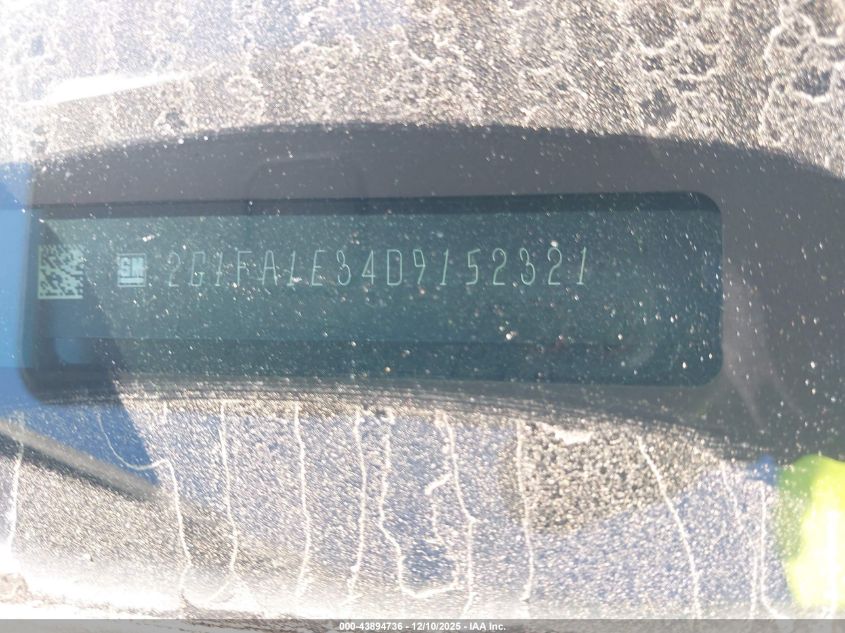 GM 2G1FA1E34D9152321
000-43894736 - 12/10/2025 - IAA Inc.